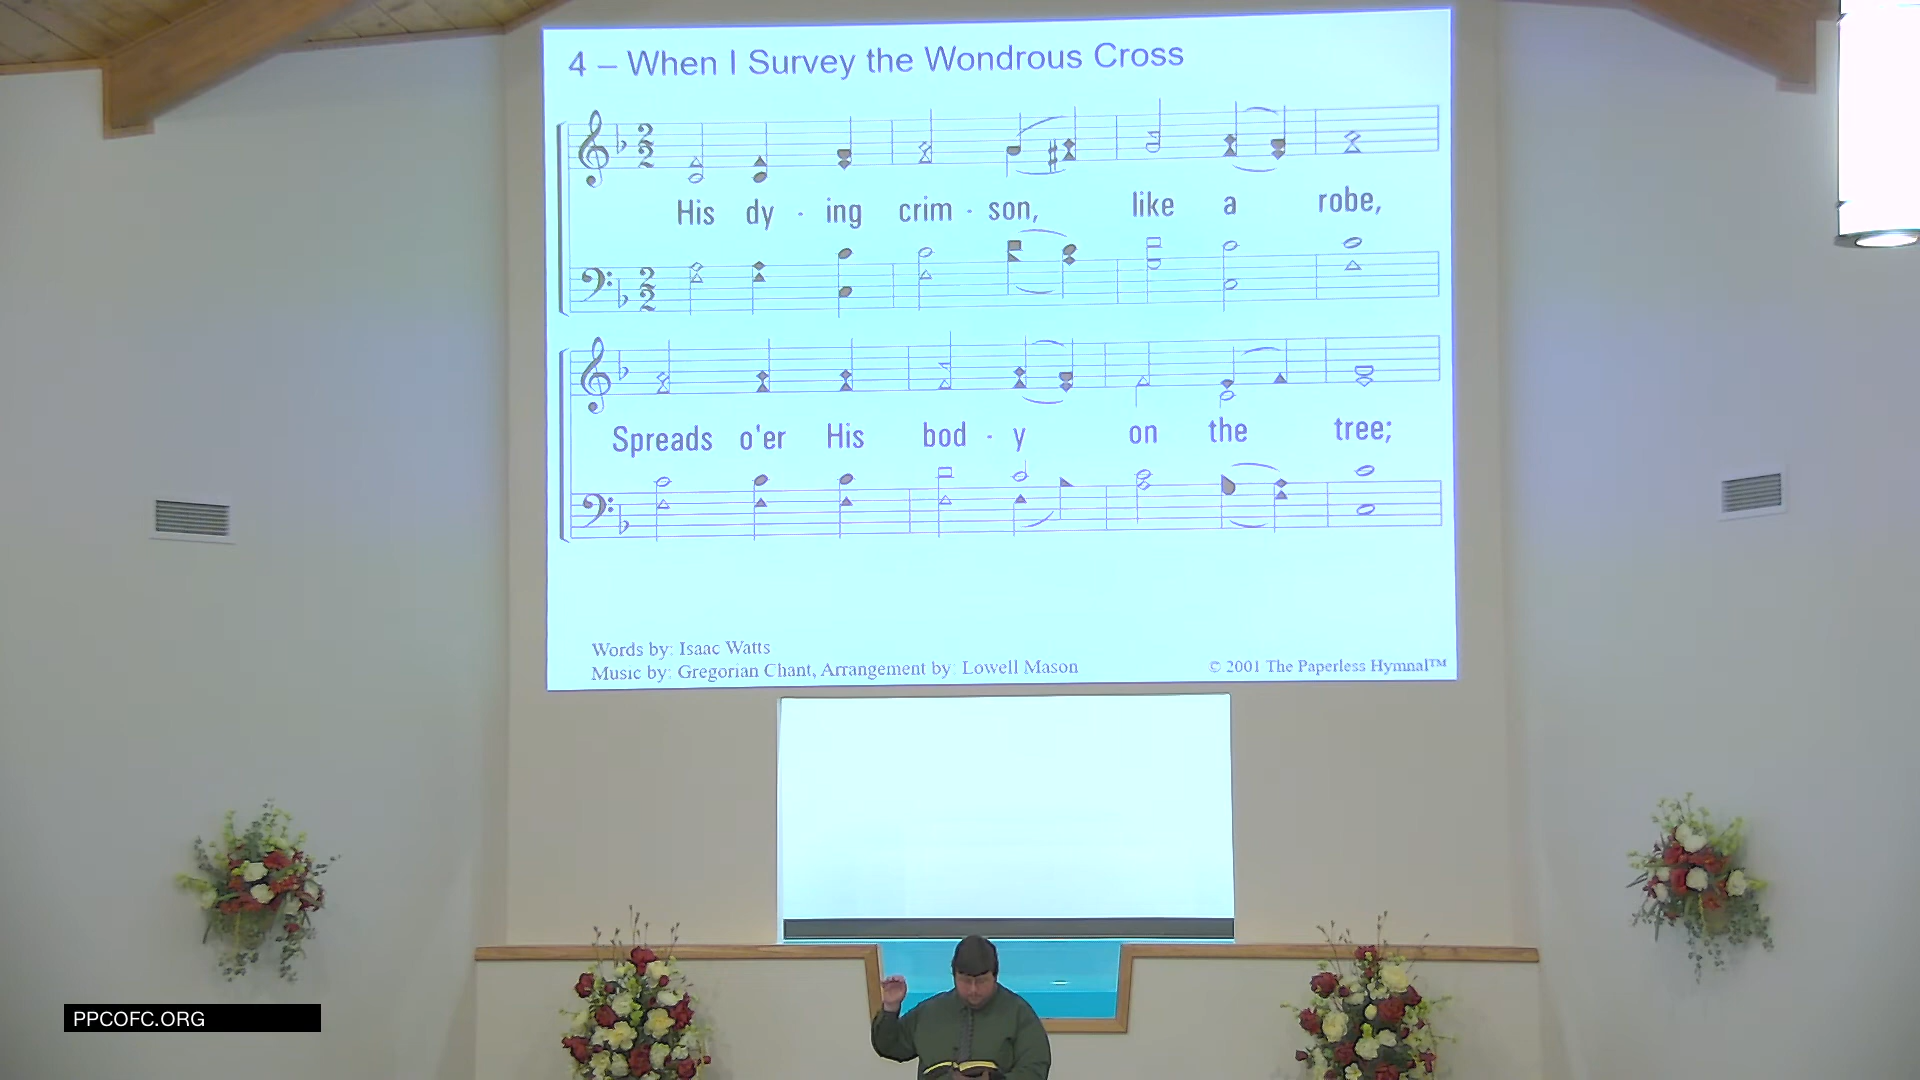 4 – When I Survey the Wondrous Cross
His dy · ing crim · son, like a robe,
Spreads o'er His bod · y on the tree;
Words by: Isaac Watts
Music by: Gregorian Chant, Arrangement by: Lowell Mason
© 2001 The Paperless Hymnal™
PPCOFC.ORG